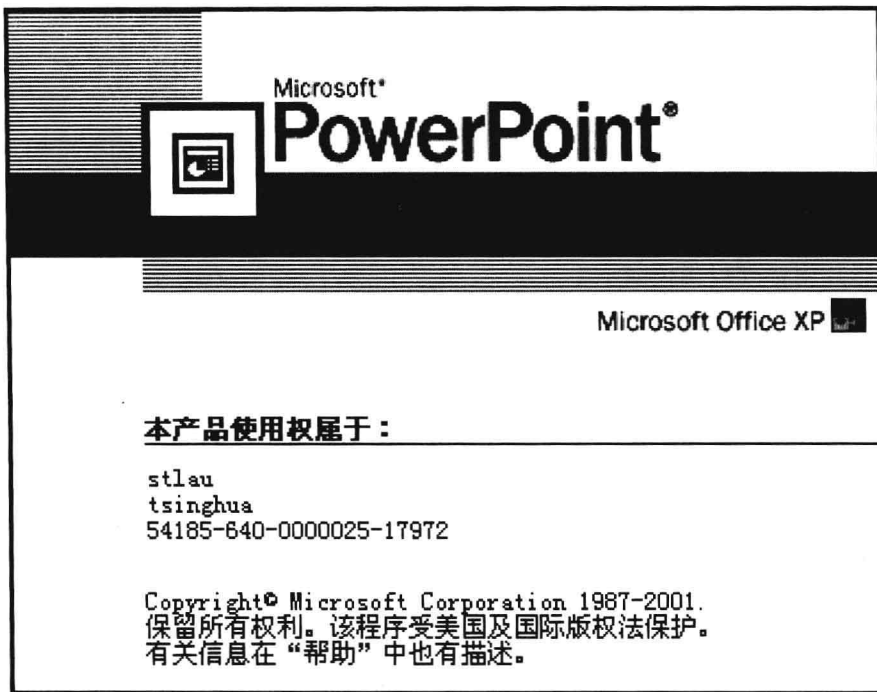 Microsoft®
PowerPoint®
Microsoft Office XP
本产品使用权属于：
stlau
tsinghua
54185-640-0000025-17972
Copyright© Microsoft Corporation 1987-2001.
保留所有权利。该程序受美国及国际版权法保护。
有关信息在“帮助”中也有描述。